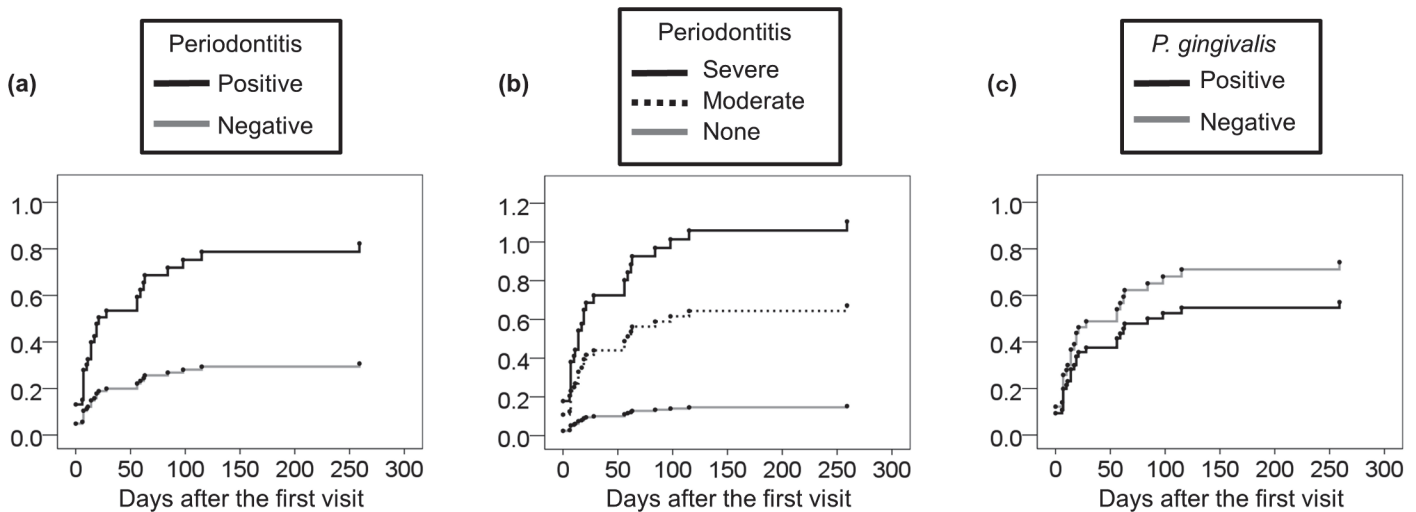 (a)
Periodontitis
Positive
Negative
1.0
0.8
0.6
0.4
0.2
0.0
0 50 100 150 200 250 300
Days after the first visit
(b)
Periodontitis
Severe
Moderate
None
1.2
1.0
0.8
0.6
0.4
0.2
0.0
0 50 100 150 200 250 300
Days after the first visit
(c)
P. gingivalis
Positive
Negative
1.0
0.8
0.6
0.4
0.2
0.0
0 50 100 150 200 250 300
Days after the first visit